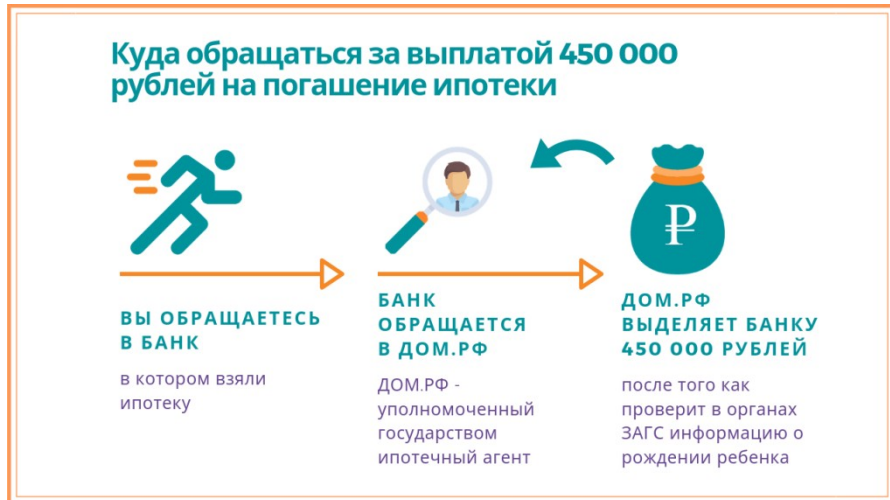 Куда обращаться за выплатой 450 000
рублей на погашение ипотеки
₽
ВЫ ОБРАЩАЕТЕСЬ
В БАНК
в котором взяли
ипотеку
БАНК
ОБРАЩАЕТСЯ
В ДОМ.РФ
ДОМ.РФ -
уполномоченный
государством
ипотечный агент
ДОМ.РФ
ВЫДЕЛЯЕТ БАНКУ
450 000 РУБЛЕЙ
после того как
проверит в органах
ЗАГС информацию о
рождении ребенка